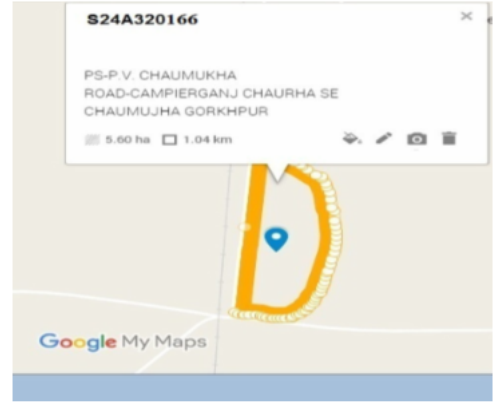 S24A320166
PS-P.V. CHAUMUKHA
ROAD-CAMPIERGANJ CHAURHA SE
CHAUMUJHA GORKHPUR
5.60 ha 1.04 km
Google My Maps